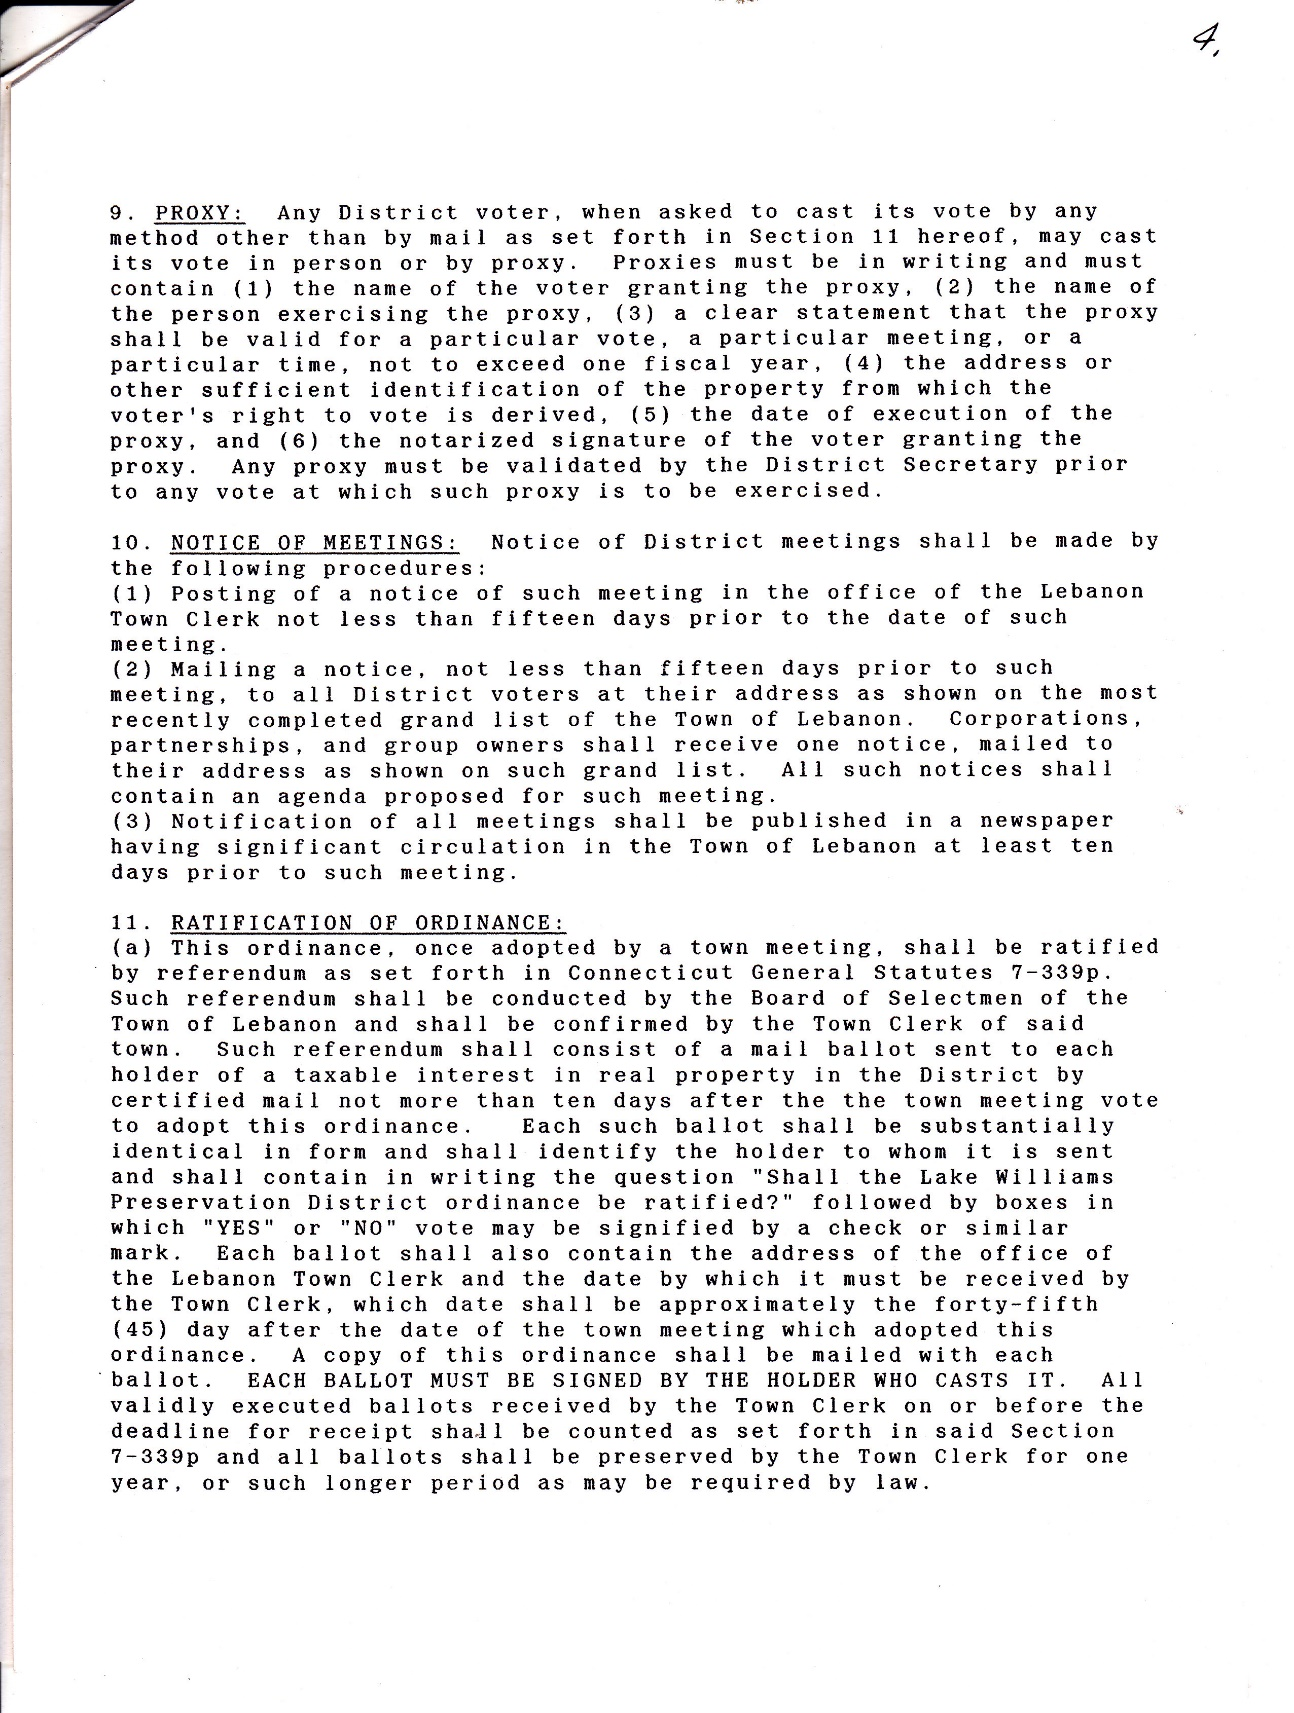 4.
9. PROXY: Any District voter, when asked to cast its vote by any
method other than by mail as set forth in Section 11 hereof, may cast
its vote in person or by proxy. Proxies must be in writing and must
contain (1) the name of the voter granting the proxy, (2) the name of
the person exercising the proxy, (3) a clear statement that the proxy
shall be valid for a particular vote, a particular meeting, or a
particular time, not to exceed one fiscal year, (4) the address or
other sufficient identification of the property from which the
voter's right to vote is derived, (5) the date of execution of the
proxy, and (6) the notarized signature of the voter granting the
proxy. Any proxy must be validated by the District Secretary prior
to any vote at which such proxy is to be exercised.
10. NOTICE OF MEETINGS: Notice of District meetings shall be made by
the following procedures:
(1) Posting of a notice of such meeting in the office of the Lebanon
Town Clerk not less than fifteen days prior to the date of such
meeting.
(2) Mailing a notice, not less than fifteen days prior to such
meeting, to all District voters at their address as shown on the most
recently completed grand list of the Town of Lebanon. Corporations,
partnerships, and group owners shall receive one notice, mailed to
their address as shown on such grand list. All such notices shall
contain an agenda proposed for such meeting.
(3) Notification of all meetings shall be published in a newspaper
having significant circulation in the Town of Lebanon at least ten
days prior to such meeting.
11. RATIFICATION OF ORDINANCE:
(a) This ordinance, once adopted by a town meeting, shall be ratified
by referendum as set forth in Connecticut General Statutes 7-339p.
Such referendum shall be conducted by the Board of Selectmen of the
Town of Lebanon and shall be confirmed by the Town Clerk of said
town. Such referendum shall consist of a mail ballot sent to each
holder of a taxable interest in real property in the District by
certified mail not more than ten days after the the town meeting vote
to adopt this ordinance. Each such ballot shall be substantially
identical in form and shall identify the holder to whom it is sent
and shall contain in writing the question "Shall the Lake Williams
Preservation District ordinance be ratified?" followed by boxes in
which "YES" or "NO" vote may be signified by a check or similar
mark. Each ballot shall also contain the address of the office of
the Lebanon Town Clerk and the date by which it must be received by
the Town Clerk, which date shall be approximately the forty-fifth
(45) day after the date of the town meeting which adopted this
ordinance. A copy of this ordinance shall be mailed with each
ballot. EACH BALLOT MUST BE SIGNED BY THE HOLDER WHO CASTS IT. All
validly executed ballots received by the Town Clerk on or before the
deadline for receipt shall be counted as set forth in said Section
7-339p and all ballots shall be preserved by the Town Clerk for one
year, or such longer period as may be required by law.